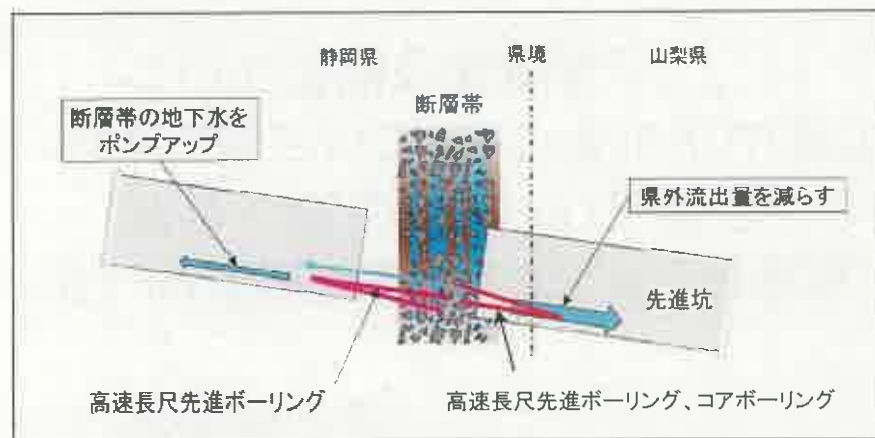 静岡県
県境
山梨県
断層帯
断層帯の地下水を
ポンプアップ
県外流出量を減らす
先進坑
高速長尺先進ボーリング
高速長尺先進ボーリング、コアボーリング